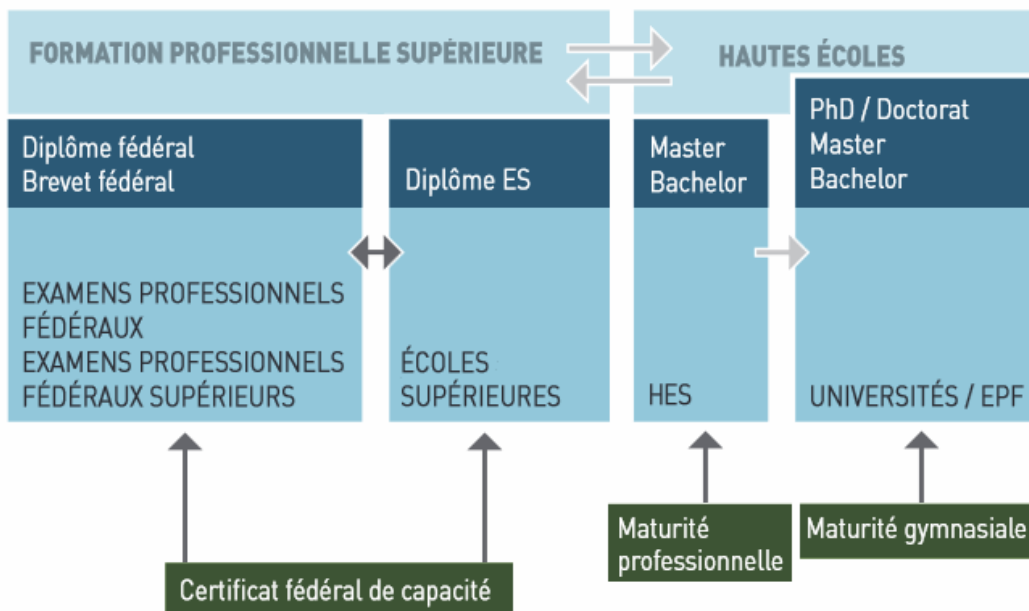 FORMATION PROFESSIONNELLE SUPÉRIEURE
HAUTES ÉCOLES
Diplôme fédéral
Brevet fédéral
Diplôme ES
Master
Bachelor
PhD / Doctorat
Master
Bachelor
EXAMENS PROFESSIONNELS
FÉDÉRAUX
EXAMENS PROFESSIONNELS
FÉDÉRAUX SUPÉRIEURS
ÉCOLES
SUPÉRIEURES
HES
UNIVERSITÉS / EPF
Certificat fédéral de capacité
Maturité
professionnelle
Maturité gymnasiale